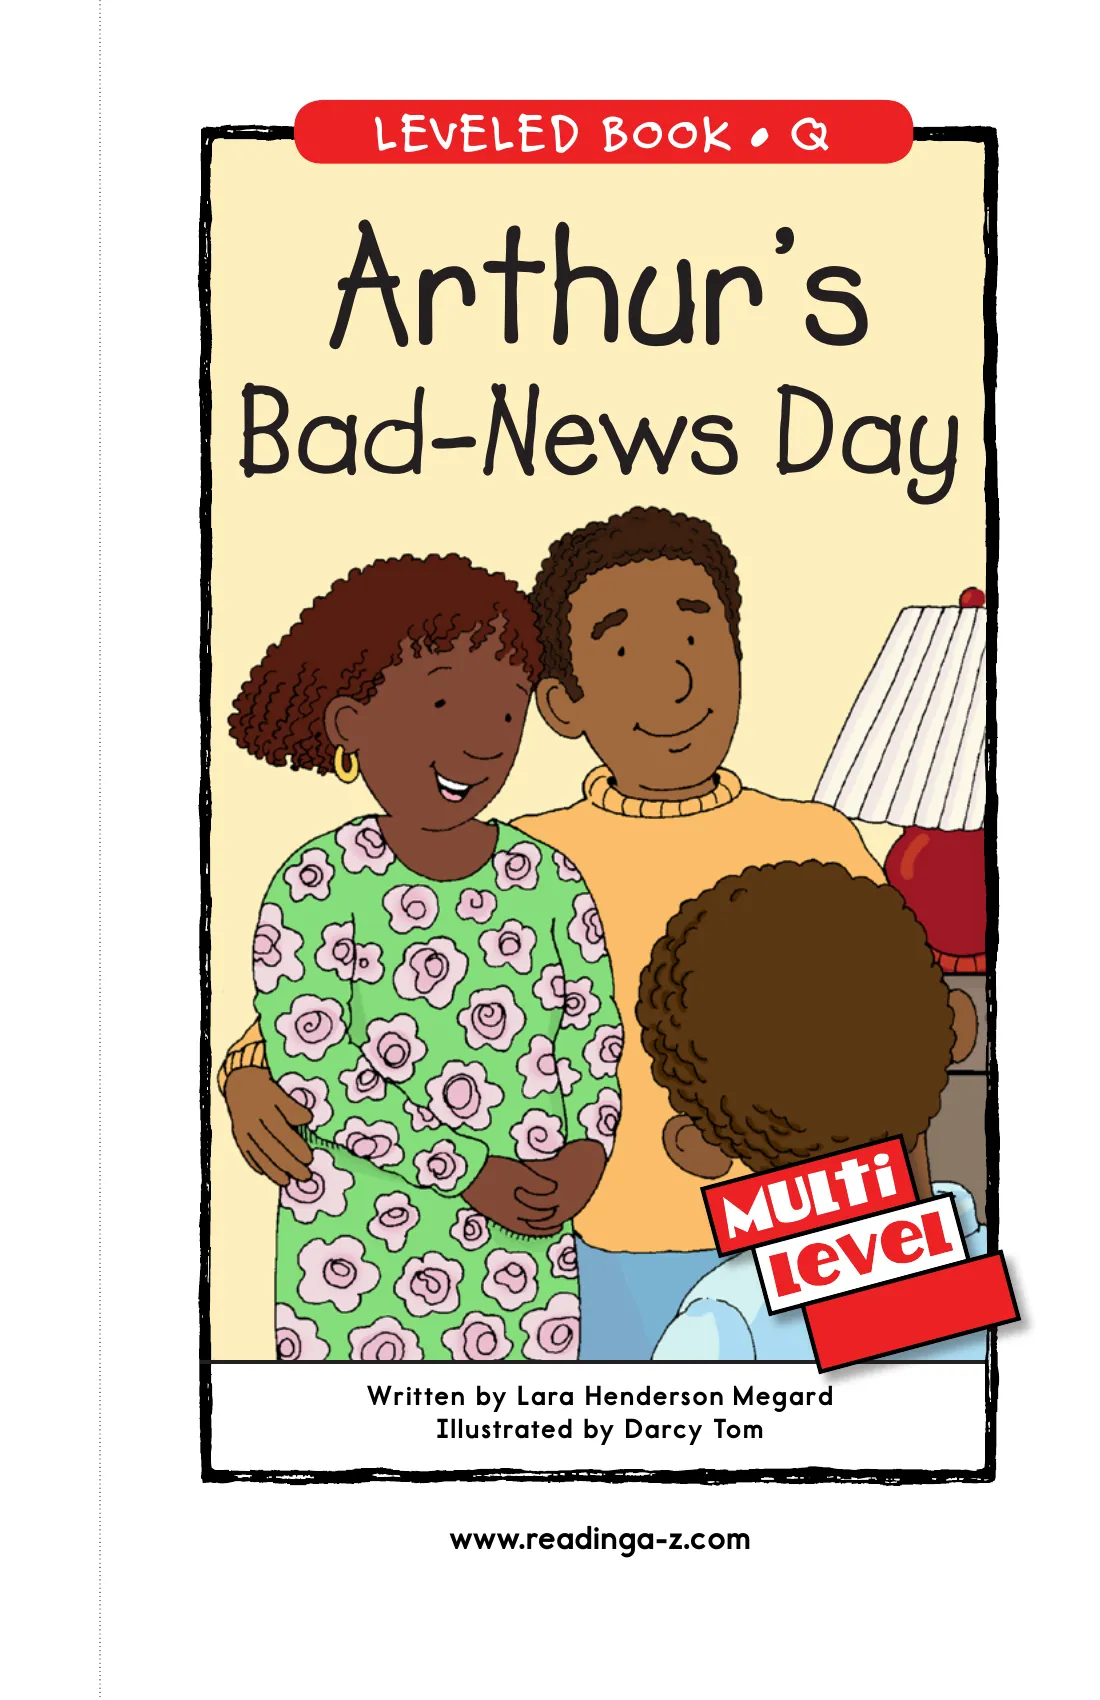 LEVELED BOOK • Q
Arthur's
Bad-News Day
MULTI
LEVEL
Written by Lara Henderson Megard
Illustrated by Darcy Tom
www.readinga-z.com